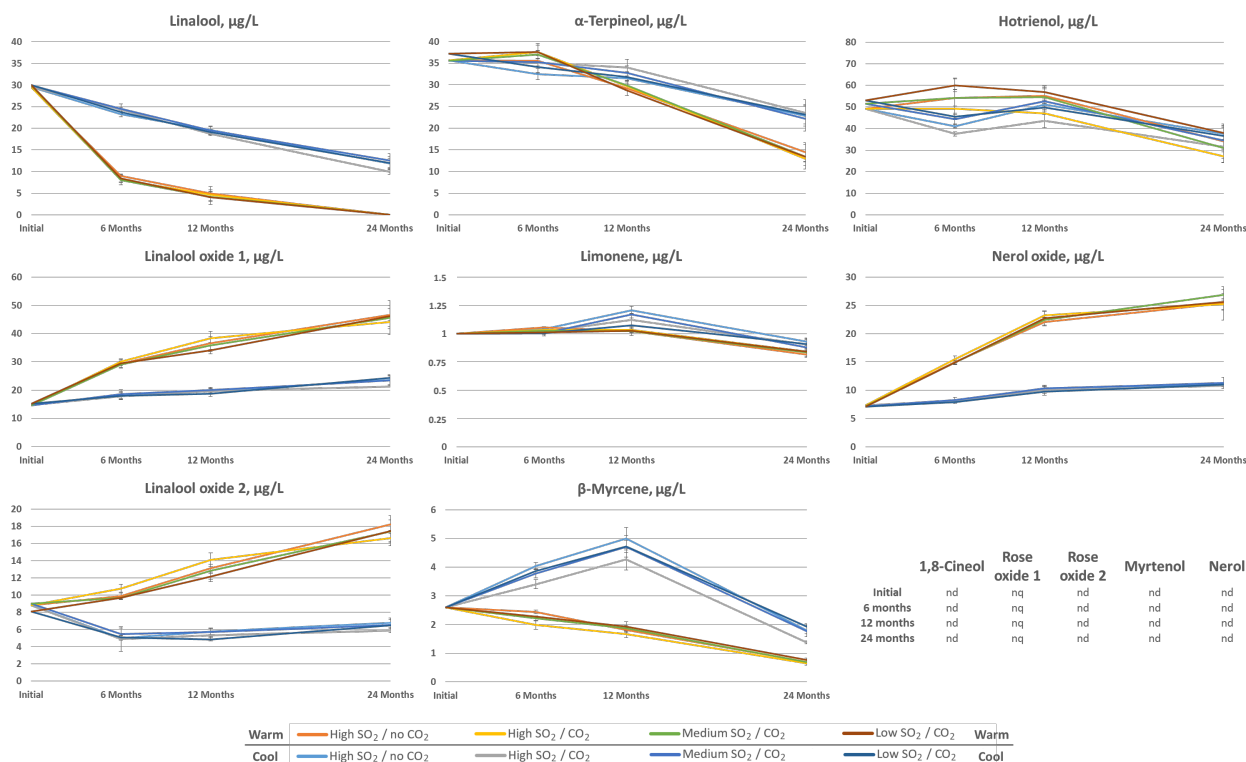 Linalool, µg/L
40
35
30
25
20
15
10
5
0
Initial 6 Months 12 Months 24 Months
α-Terpineol, µg/L
40
35
30
25
20
15
10
5
0
Initial 6 Months 12 Months 24 Months
Hotrienol, µg/L
80
70
60
50
40
30
20
10
0
Initial 6 Months 12 Months 24 Months
Linalool oxide 1, µg/L
60
50
40
30
20
10
0
Initial 6 Months 12 Months 24 Months
Limonene, µg/L
1.5
1.25
1
0.75
0.5
0.25
0
Initial 6 Months 12 Months 24 Months
Nerol oxide, µg/L
30
25
20
15
10
5
0
Initial 6 Months 12 Months 24 Months
Linalool oxide 2, µg/L
20
18
16
14
12
10
8
6
4
2
0
Initial 6 Months 12 Months 24 Months
β-Myrcene, µg/L
6
5
4
3
2
1
0
Initial 6 Months 12 Months 24 Months
1,8-Cineol Rose oxide 1 Rose oxide 2 Myrtenol Nerol
Initial nd nq nd nd nd
6 months nd nq nd nd nd
12 months nd nq nd nd nd
24 months nd nq nd nd nd
Warm High SO₂ / no CO₂ High SO₂ / CO₂ Medium SO₂ / CO₂ Low SO₂ / CO₂ Warm
Cool High SO₂ / no CO₂ High SO₂ / CO₂ Medium SO₂ / CO₂ Low SO₂ / CO₂ Cool